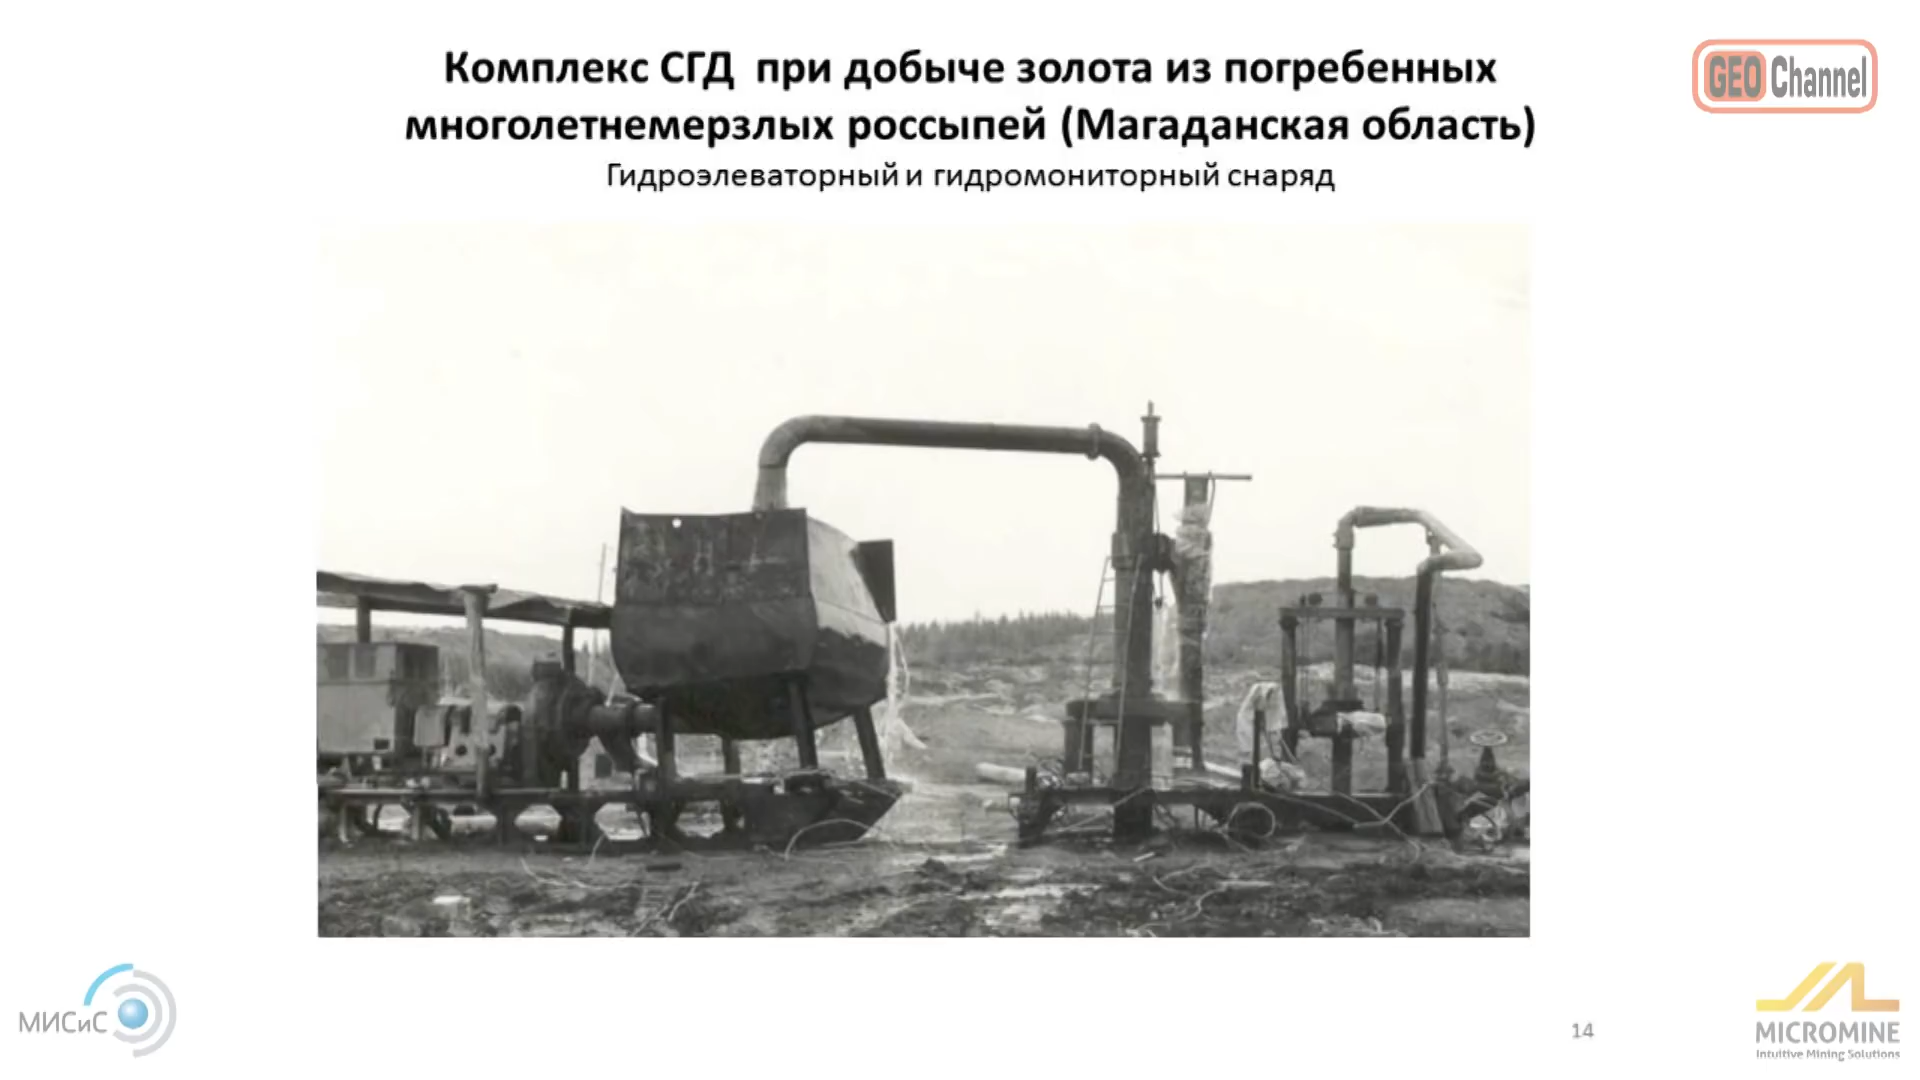 Комплекс СГД при добыче золота из погребенных
многолетнемерзлых россыпей (Магаданская область)
Гидроэлеваторный и гидромониторный снаряд
GEO Channel
МИСиС
14
MICROMINE
Intuitive Mining Solutions